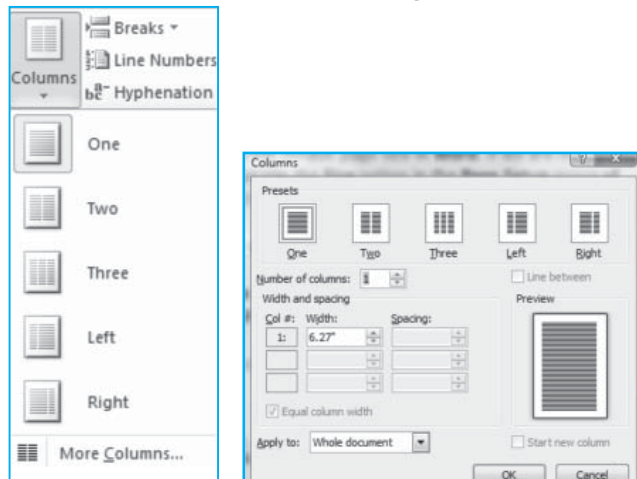 Breaks
Line Numbers
Columns
Hyphenation
One
Two
Three
Left
Right
More Columns...
Columns
Presets
One Two Three Left Right
Number of columns: 1 Line between
Width and spacing Preview
Col #: Width: Spacing:
1: 6.27"
Equal column width
Apply to: Whole document Start new column
OK Cancel